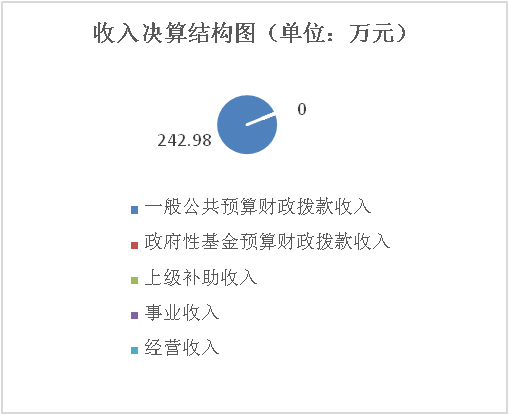 收入决算结构图（单位：万元）
0
242.98
一般公共预算财政拨款收入
政府性基金预算财政拨款收入
上级补助收入
事业收入
经营收入